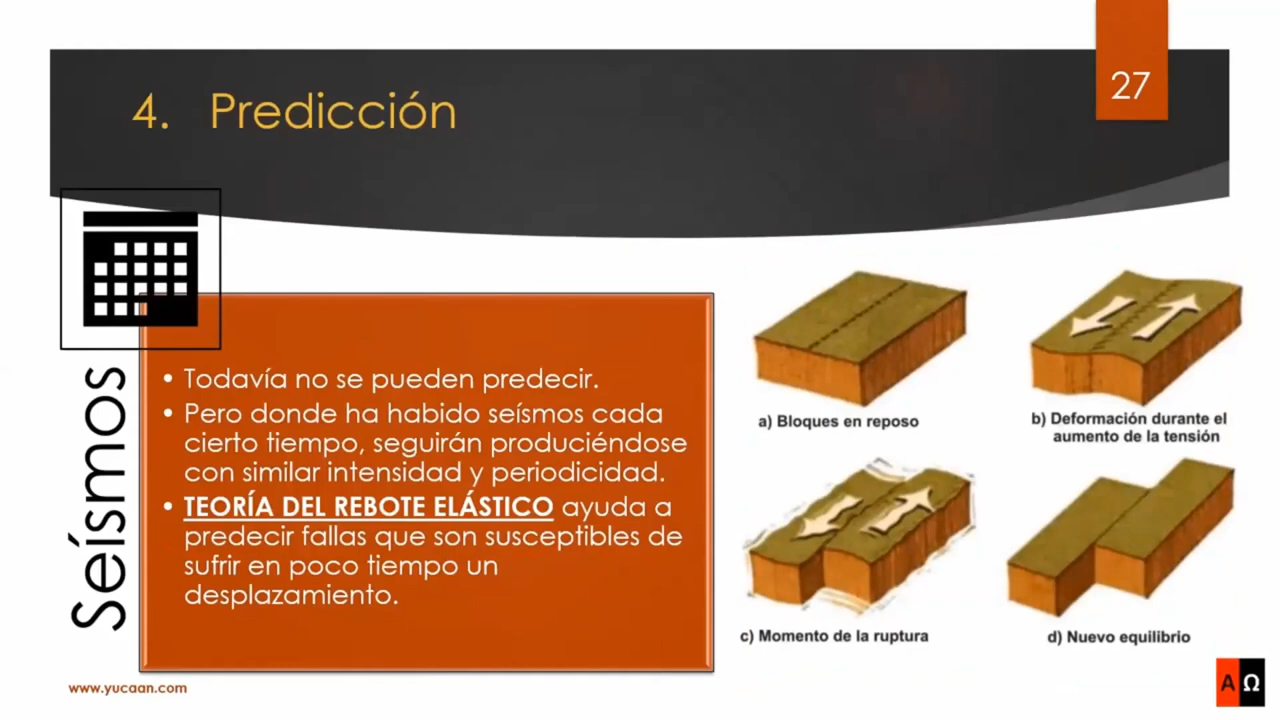 27
4. Predicción
Seísmos
• Todavía no se pueden predecir.
• Pero donde ha habido seísmos cada
cierto tiempo, seguirán produciéndose
con similar intensidad y periodicidad.
• TEORÍA DEL REBOTE ELÁSTICO ayuda a
predecir fallas que son susceptibles de
sufrir en poco tiempo un
desplazamiento.
a) Bloques en reposo
b) Deformación durante el
aumento de la tensión
c) Momento de la ruptura
d) Nuevo equilibrio
www.yucaan.com
AΩ